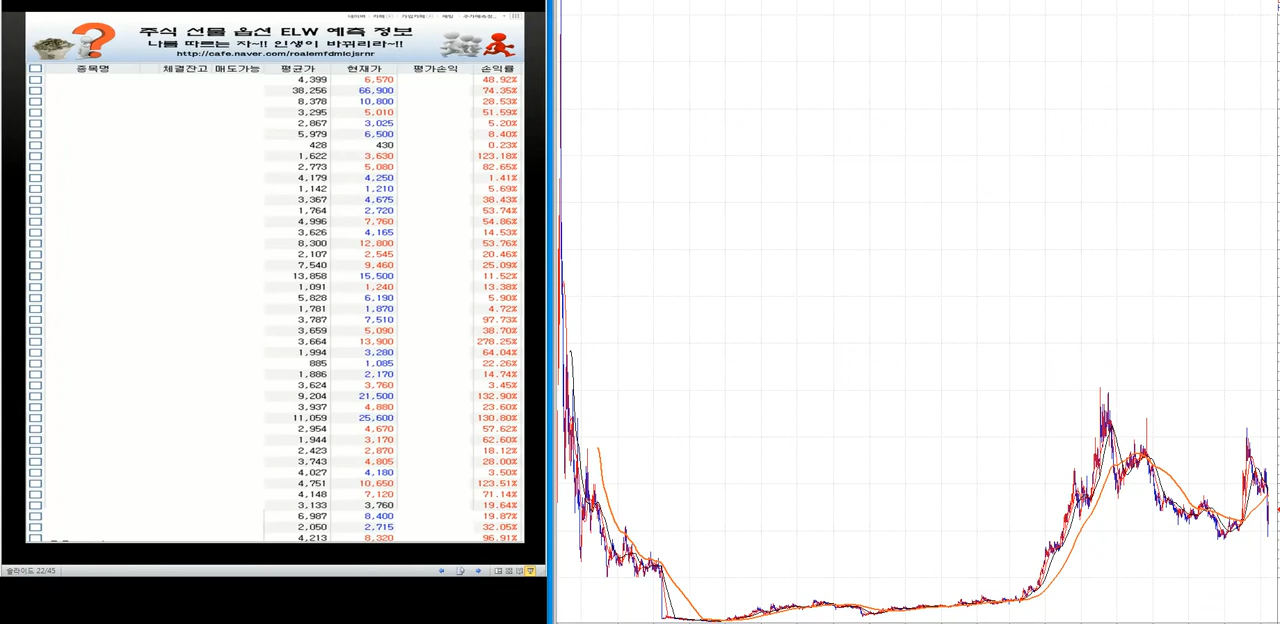 네이버 카페 가입카페 메일 주가예측정...
주식 선물 옵션 ELW 예측 정보
나를 따르는 자~!! 인생이 바뀌리라~!!
종목명 체결잔고 매도가능 평균가 현재가 평가손익 손익률
4,399 6,570 48.92%
38,256 66,900 74.35%
8,378 10,800 28.53%
3,295 5,010 51.59%
2,867 3,025 5.20%
5,979 6,500 8.40%
428 430 0.23%
1,622 3,630 123.18%
2,773 5,080 82.65%
4,179 4,250 1.41%
1,142 1,210 5.69%
3,367 4,675 38.43%
1,764 2,720 53.74%
4,996 7,760 54.86%
3,626 4,165 14.53%
8,300 12,800 53.76%
2,107 2,545 20.46%
7,540 9,460 25.09%
13,858 15,500 11.52%
1,091 1,240 13.38%
5,828 6,190 5.90%
1,781 1,870 4.72%
3,787 7,510 97.73%
3,659 5,090 38.70%
3,664 13,900 278.25%
1,994 3,280 64.04%
885 1,085 22.26%
1,886 2,170 14.74%
3,624 3,760 3.45%
9,204 21,500 132.90%
3,937 4,880 23.60%
11,059 25,600 130.80%
2,954 4,670 57.62%
1,944 3,170 62.60%
2,423 2,870 18.12%
3,743 4,805 28.00%
4,027 4,180 3.50%
4,751 10,650 123.51%
4,148 7,120 71.14%
3,133 3,760 19.64%
6,987 8,400 19.87%
2,050 2,715 32.05%
4,213 8,320 96.91%
슬라이드 22/45